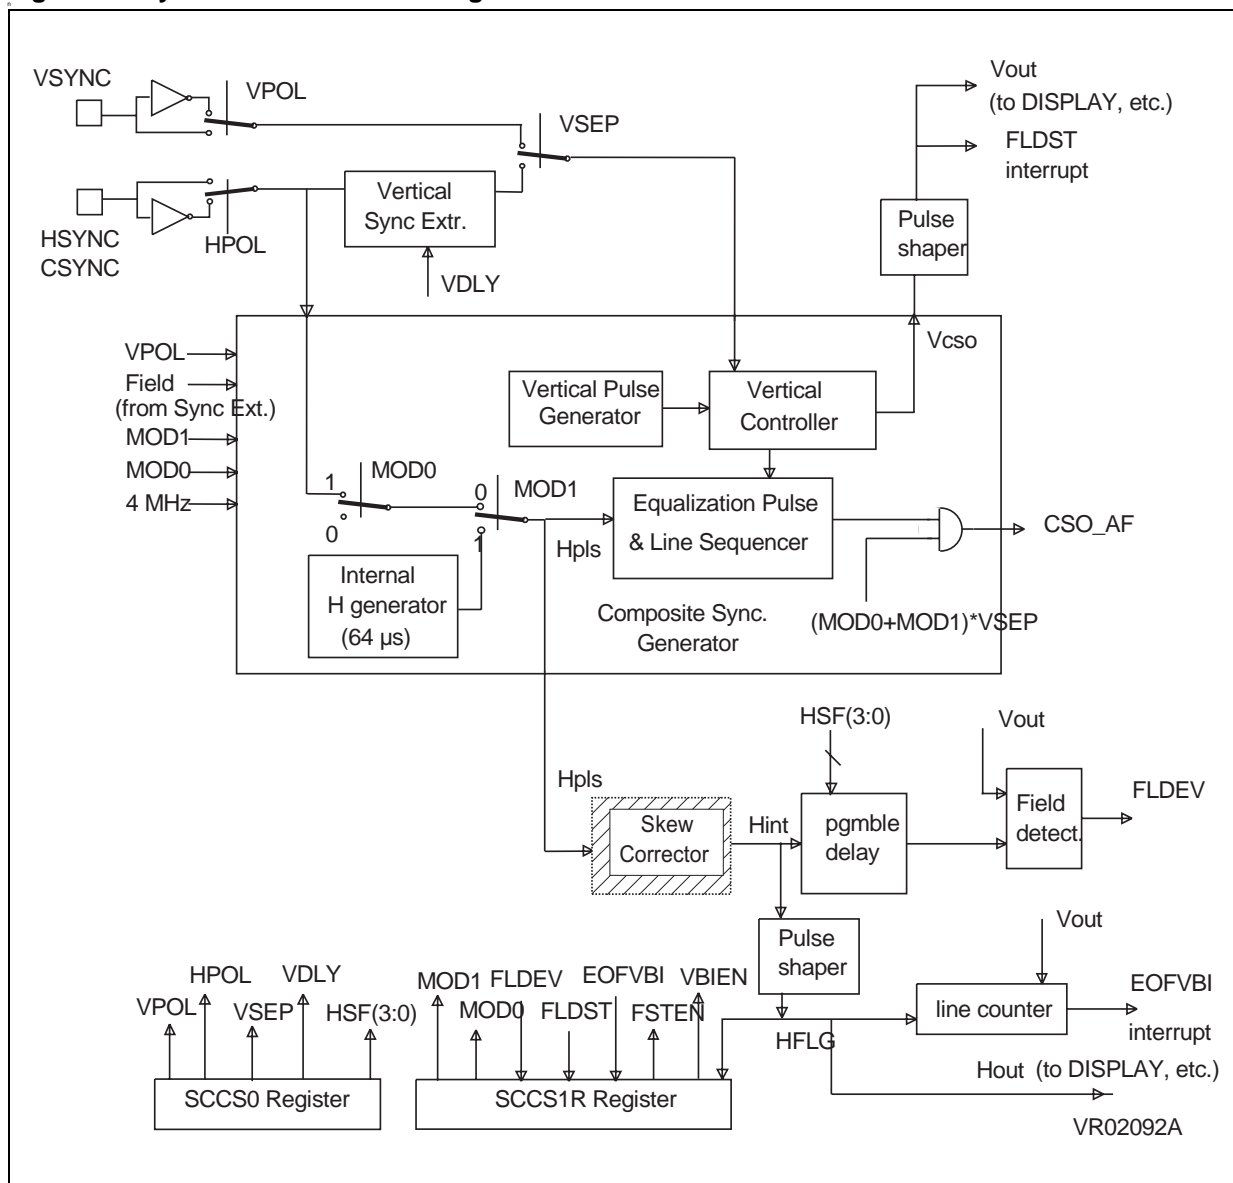 VSYNC
VPOL
VSEP
Vout
(to DISPLAY, etc.)
FLDST
interrupt
HSYNC
CSYNC
HPOL
Vertical
Sync Extr.
VDLY
Pulse
shaper
Vcso
VPOL
Field
(from Sync Ext.)
MOD1
MOD0
4 MHz
Vertical Pulse
Generator
Vertical
Controller
1
0
MOD0
0
1
MOD1
Hpls
Equalization Pulse
& Line Sequencer
CSO_AF
Internal
H generator
(64 µs)
Composite Sync.
Generator
(MOD0+MOD1)*VSEP
HSF(3:0)
Vout
Hpls
Skew
Corrector
Hint
pgmble
delay
Field
detect.
FLDEV
Pulse
shaper
Vout
VPOL
HPOL
VSEP
VDLY
HSF(3:0)
MOD1
MOD0
FLDEV
FLDST
EOFVBI
FSTEN
VBIEN
HFLG
line counter
EOFVBI
interrupt
SCCS0 Register
SCCS1R Register
Hout (to DISPLAY, etc.)
VR02092A